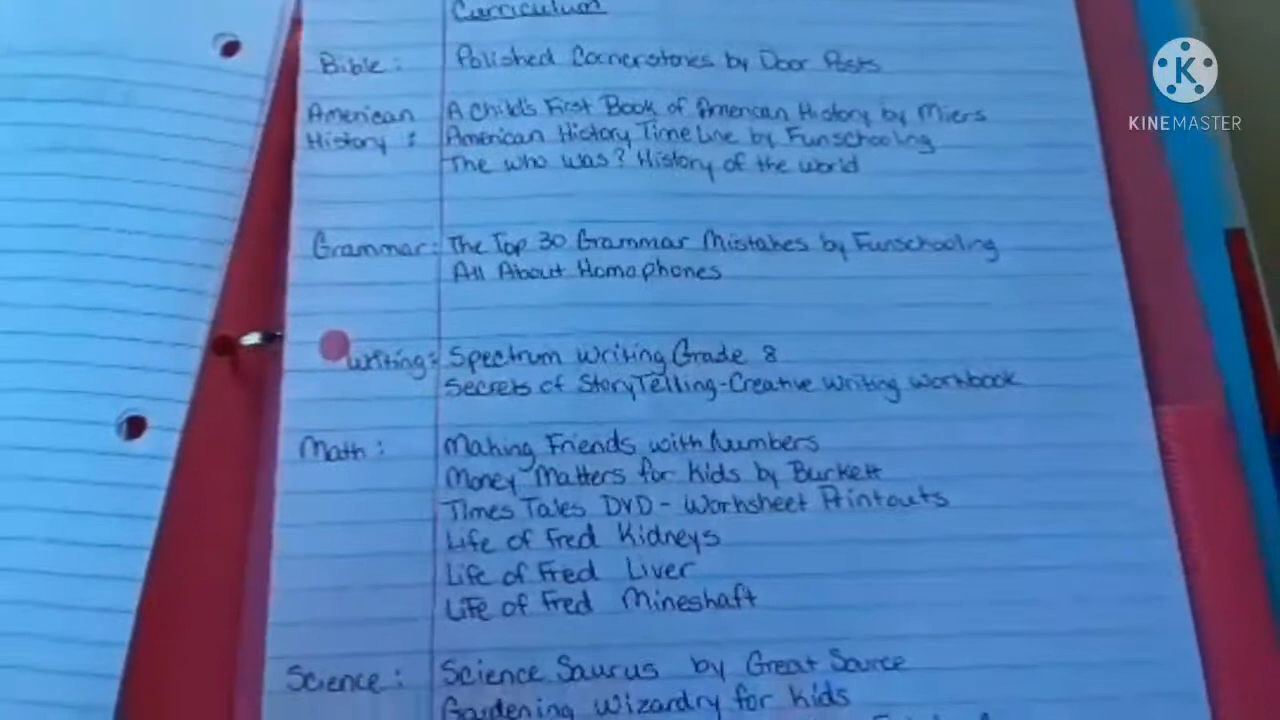 Curriculum
Bible: Polished Cornerstones by Door Posts
American A Child's First Book of American History by Miers
History: American History Time Line by Funschooling
The who was? History of the world
Grammar: The Top 30 Grammar Mistakes by Funschooling
All About Homophones
Writing: Spectrum Writing Grade 8
Secrets of StoryTelling-Creative Writing Workbook
Math: Making Friends with Numbers
Money Matters for Kids by Burkett
Times Tales DVD - Worksheet Printouts
Life of Fred Kidneys
Life of Fred Liver
Life of Fred Mineshaft
Science: Science Saurus by Great Source
Gardening Wizardry for Kids
K
KINEMASTER